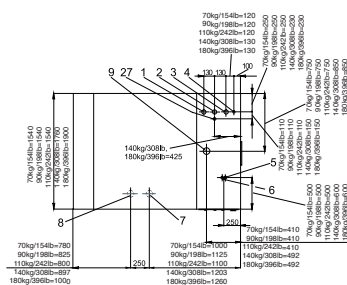 70kg/154lb=120
90kg/198lb=120
110kg/242lb=120
140kg/308lb=130
180kg/396lb=130
70kg/154lb=250
90kg/198lb=250
110kg/242lb=250
140kg/308lb=230
180kg/396lb=230
130 130 100
9 27 1 2 3 4
70kg/154lb=750
90kg/198lb=750
110kg/242lb=750
140kg/308lb=850
180kg/396lb=850
70kg/154lb=110
90kg/198lb=110
110kg/242lb=110
140kg/308lb=150
180kg/396lb=150
70kg/154lb=1540
90kg/198lb=1540
110kg/242lb=1540
140kg/308lb=1760
180kg/396lb=1900
140kg/308lb,
180kg/396lb=425
5
6
8
7
70kg/154lb=500
90kg/198lb=500
110kg/242lb=500
140kg/308lb=600
180kg/396lb=600
250
250
70kg/154lb=780
90kg/198lb=825
110kg/242lb=800
140kg/308lb=897
180kg/396lb=100g
70kg/154lb=1000
90kg/198lb=1125
110kg/242lb=1100
140kg/308lb=1203
180kg/396lb=1260
70kg/154lb=410
90kg/198lb=410
110kg/242lb=410
140kg/308lb=492
180kg/396lb=492